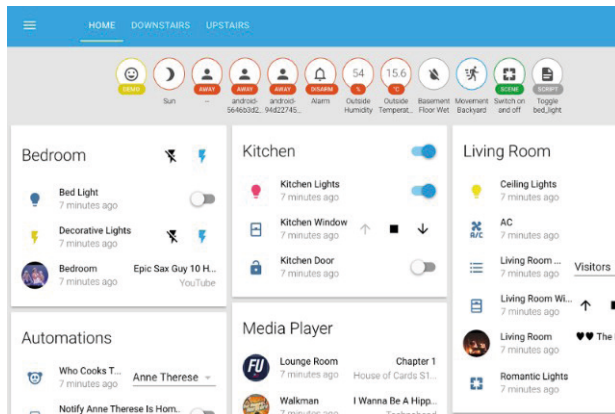 HOME DOWNSTAIRS UPSTAIRS
54 15.6
DEMO AWAY AWAY AWAY DISARM % °C SCENE SCRIPT
Sun -- android- android- Alarm Outside Outside Basement Movement Switch on Toggle
5646b3d2... 94d22745... Humidity Temperat... Floor Wet Backyard and off bed_light
Bedroom
Bed Light
7 minutes ago
Decorative Lights
7 minutes ago
Bedroom Epic Sax Guy 10 H...
7 minutes ago YouTube
Automations
Who Cooks T... Anne Therese
7 minutes ago
Notify Anne Therese Is Hom..
Kitchen
Kitchen Lights
7 minutes ago
Kitchen Window
7 minutes ago
Kitchen Door
7 minutes ago
Media Player
FU
Lounge Room Chapter 1
7 minutes ago House of Cards S1...
Walkman I Wanna Be A Hipp...
7 minutes ago Technohead
Living Room
Ceiling Lights
7 minutes ago
R/C
AC
7 minutes ago
Living Room ... Visitors
7 minutes ago
Living Room Wi...
7 minutes ago
Living Room ♥♥ The
7 minutes ago
Romantic Lights
7 minutes ago